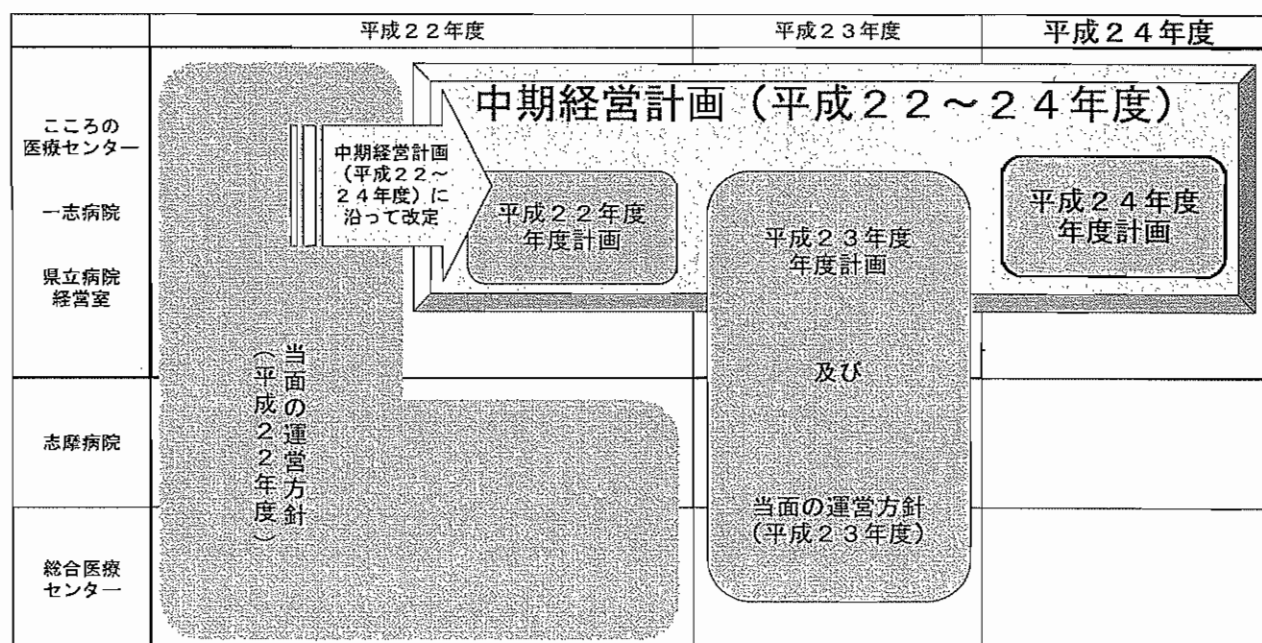 平成２２年度
平成２３年度
平成２４年度
こころの
医療センター
一志病院
県立病院
経営室
志摩病院
総合医療
センター
中期経営計画（平成２２～２４年度）
中期経営計画
（平成２２～
２４年度）に
沿って改定
平成２２年度
年度計画
平成２３年度
年度計画
及び
当面の運営方針
（平成２３年度）
平成２４年度
年度計画
当面の運営方針
（平成２２年度）